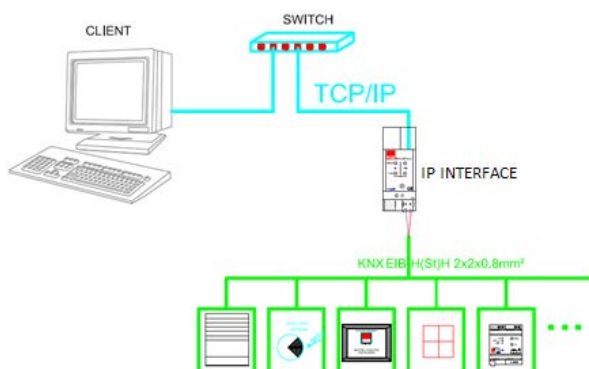 CLIENT
SWITCH
TCP/IP
IP INTERFACE
KNX EIB H(St)H 2x2x0.8mm²